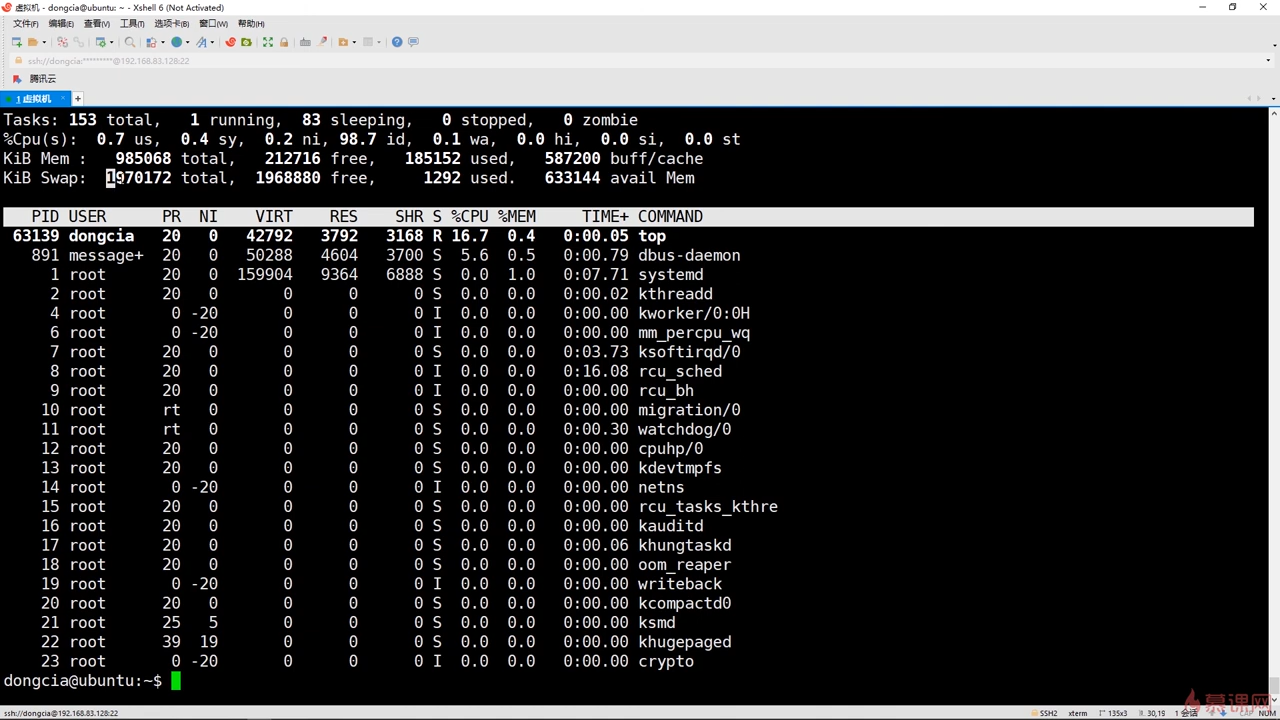 虚拟机 - dongcia@ubuntu: ~ - Xshell 6 (Not Activated)
文件(F) 编辑(E) 查看(V) 工具(T) 选项卡(B) 窗口(W) 帮助(H)
ssh://dongcia:*********@192.168.83.128:22
腾讯云
1 虚拟机 × +
Tasks: 153 total, 1 running, 83 sleeping, 0 stopped, 0 zombie
%Cpu(s): 0.7 us, 0.4 sy, 0.2 ni, 98.7 id, 0.1 wa, 0.0 hi, 0.0 si, 0.0 st
KiB Mem : 985068 total, 212716 free, 185152 used, 587200 buff/cache
KiB Swap: 1970172 total, 1968880 free, 1292 used. 633144 avail Mem
PID USER PR NI VIRT RES SHR S %CPU %MEM TIME+ COMMAND
63139 dongcia 20 0 42792 3792 3168 R 16.7 0.4 0:00.05 top
891 message+ 20 0 50288 4604 3700 S 5.6 0.5 0:00.79 dbus-daemon
1 root 20 0 159904 9364 6888 S 0.0 1.0 0:07.71 systemd
2 root 20 0 0 0 0 S 0.0 0.0 0:00.02 kthreadd
4 root 0 -20 0 0 0 I 0.0 0.0 0:00.00 kworker/0:0H
6 root 0 -20 0 0 0 I 0.0 0.0 0:00.00 mm_percpu_wq
7 root 20 0 0 0 0 S 0.0 0.0 0:03.73 ksoftirqd/0
8 root 20 0 0 0 0 I 0.0 0.0 0:16.08 rcu_sched
9 root 20 0 0 0 0 I 0.0 0.0 0:00.00 rcu_bh
10 root rt 0 0 0 0 S 0.0 0.0 0:00.00 migration/0
11 root rt 0 0 0 0 S 0.0 0.0 0:00.30 watchdog/0
12 root 20 0 0 0 0 S 0.0 0.0 0:00.00 cpuhp/0
13 root 20 0 0 0 0 S 0.0 0.0 0:00.00 kdevtmpfs
14 root 0 -20 0 0 0 I 0.0 0.0 0:00.00 netns
15 root 20 0 0 0 0 S 0.0 0.0 0:00.00 rcu_tasks_kthre
16 root 20 0 0 0 0 S 0.0 0.0 0:00.00 kauditd
17 root 20 0 0 0 0 S 0.0 0.0 0:00.06 khungtaskd
18 root 20 0 0 0 0 S 0.0 0.0 0:00.00 oom_reaper
19 root 0 -20 0 0 0 I 0.0 0.0 0:00.00 writeback
20 root 20 0 0 0 0 S 0.0 0.0 0:00.00 kcompactd0
21 root 25 5 0 0 0 S 0.0 0.0 0:00.00 ksmd
22 root 39 19 0 0 0 S 0.0 0.0 0:00.00 khugepaged
23 root 0 -20 0 0 0 I 0.0 0.0 0:00.00 crypto
dongcia@ubuntu:~$
慕课网
ssh://dongcia@192.168.83.128:22 SSH2 xterm 135x3 30,19 1 会话 CAP NUM